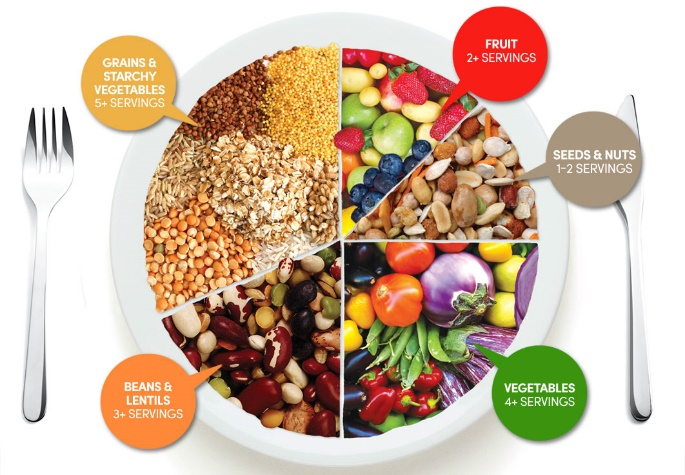 GRAINS &
STARCHY
VEGETABLES
5+ SERVINGS
FRUIT
2+ SERVINGS
SEEDS & NUTS
1-2 SERVINGS
BEANS &
LENTILS
3+ SERVINGS
VEGETABLES
4+ SERVINGS